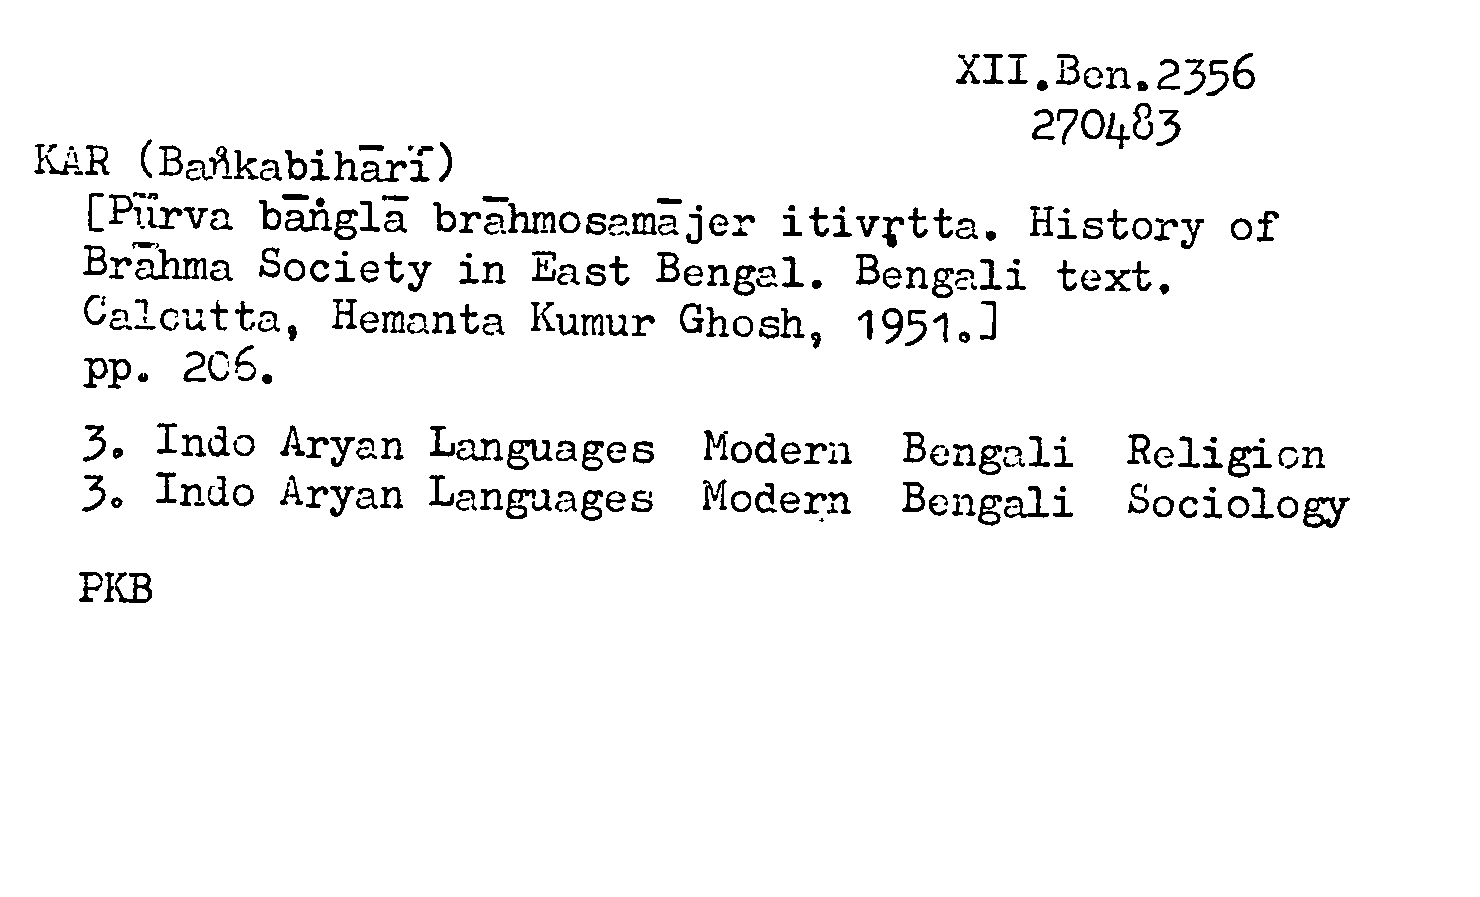 XII.Ben.2356
270483
KAR (Baṅkabihārī)
[Pūrva bāṅglā brāhmosamājer itivṛtta. History of
Brāhma Society in East Bengal. Bengali text.
Calcutta, Hemanta Kumur Ghosh, 1951.]
pp. 206.
3. Indo Aryan Languages Modern Bengali Religion
3. Indo Aryan Languages Modern Bengali Sociology
PKB